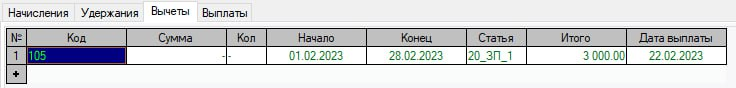 Начисления Удержания Вычеты Выплаты
№ Код Сумма Кол Начало Конец Статья Итого Дата выплаты
1 105 -- 01.02.2023 28.02.2023 20_ЗП_1 3 000.00 22.02.2023
+